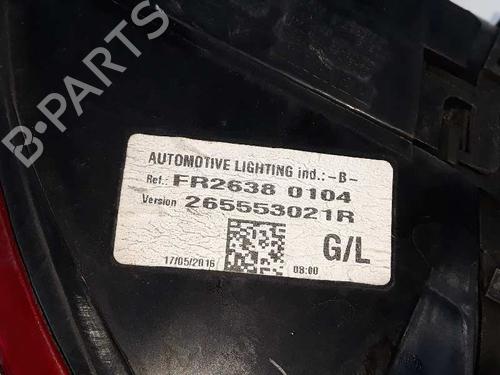 B-PARTS
AUTOMOTIVE LIGHTING ind.: -B-
Ref.: FR2638 0104
Version 265553021R
G/L
17/05/2016 08:00